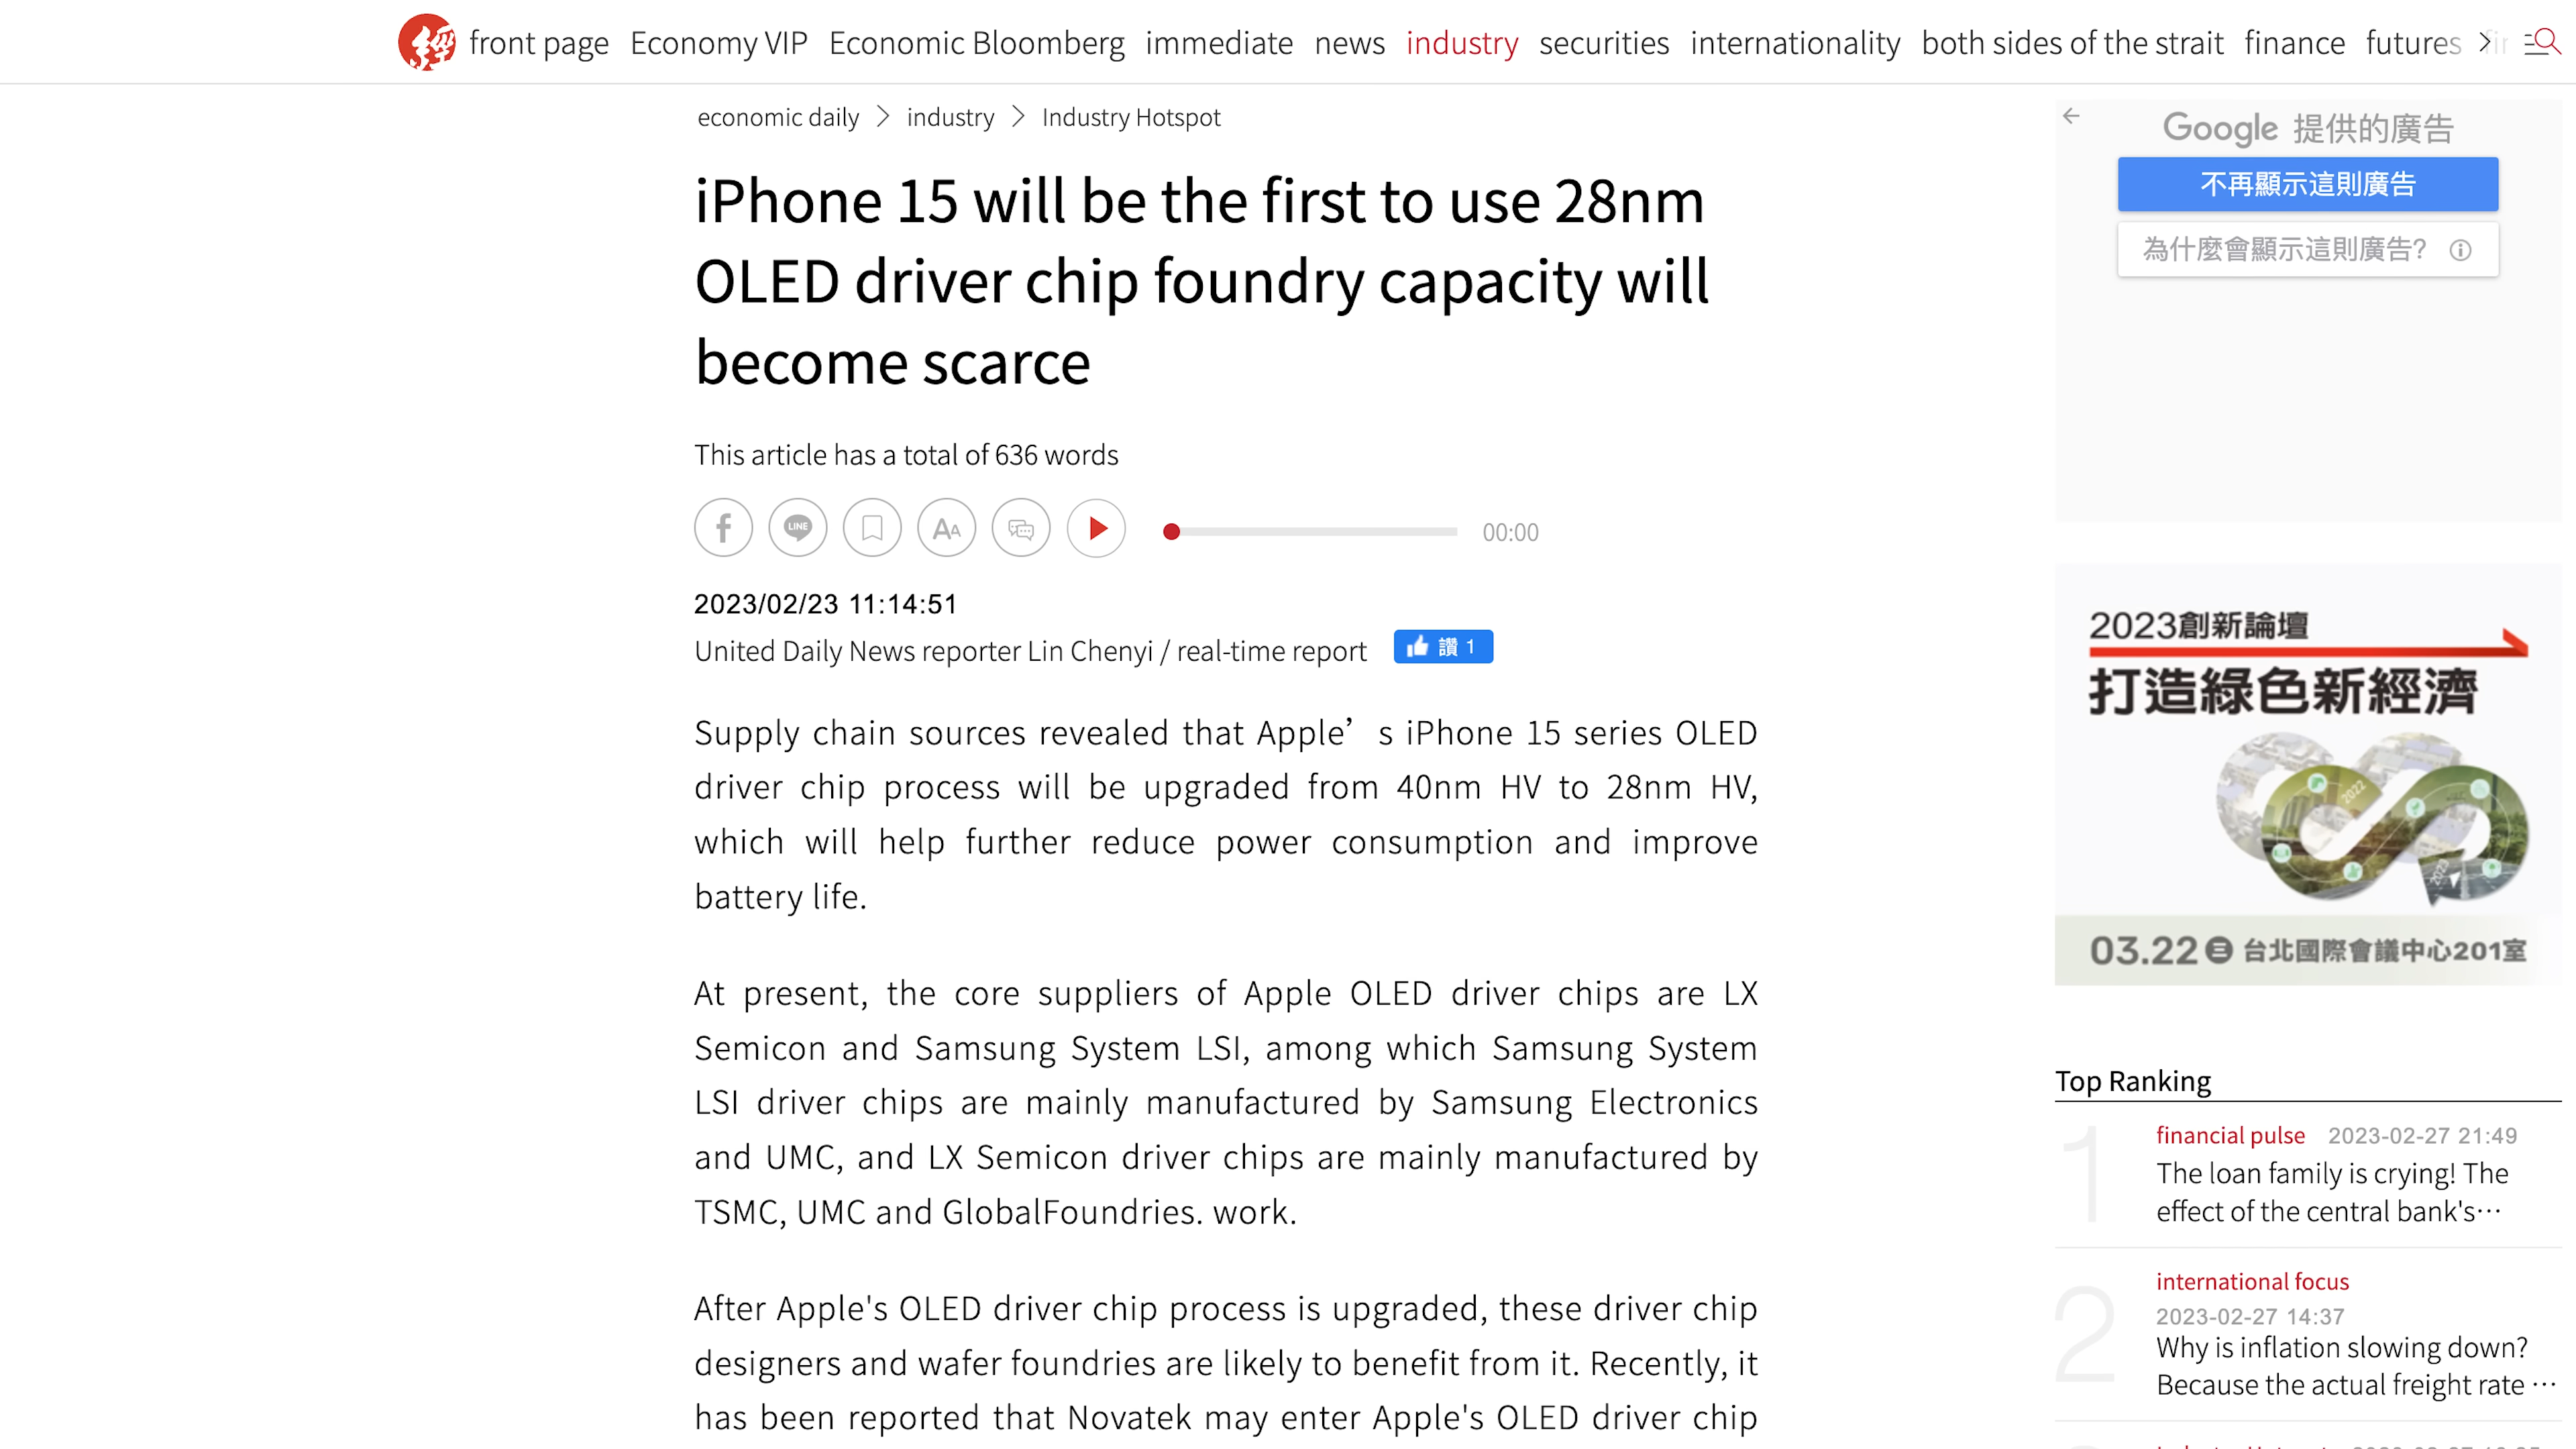 經 front page Economy VIP Economic Bloomberg immediate news industry securities internationality both sides of the strait finance futures
economic daily > industry > Industry Hotspot
iPhone 15 will be the first to use 28nm
OLED driver chip foundry capacity will
become scarce
This article has a total of 636 words
LINE
00:00
2023/02/23 11:14:51
United Daily News reporter Lin Chenyi / real-time report 讚 1
Supply chain sources revealed that Apple’ s iPhone 15 series OLED
driver chip process will be upgraded from 40nm HV to 28nm HV,
which will help further reduce power consumption and improve
battery life.
At present, the core suppliers of Apple OLED driver chips are LX
Semicon and Samsung System LSI, among which Samsung System
LSI driver chips are mainly manufactured by Samsung Electronics
and UMC, and LX Semicon driver chips are mainly manufactured by
TSMC, UMC and GlobalFoundries. work.
After Apple's OLED driver chip process is upgraded, these driver chip
designers and wafer foundries are likely to benefit from it. Recently, it
has been reported that Novatek may enter Apple's OLED driver chip
Google 提供的廣告
不再顯示這則廣告
為什麼會顯示這則廣告?
2023創新論壇
打造綠色新經濟
2022
03.22 三 台北國際會議中心201室
Top Ranking
1
financial pulse 2023-02-27 21:49
The loan family is crying! The
effect of the central bank's…
2
international focus
2023-02-27 14:37
Why is inflation slowing down?
Because the actual freight rate …